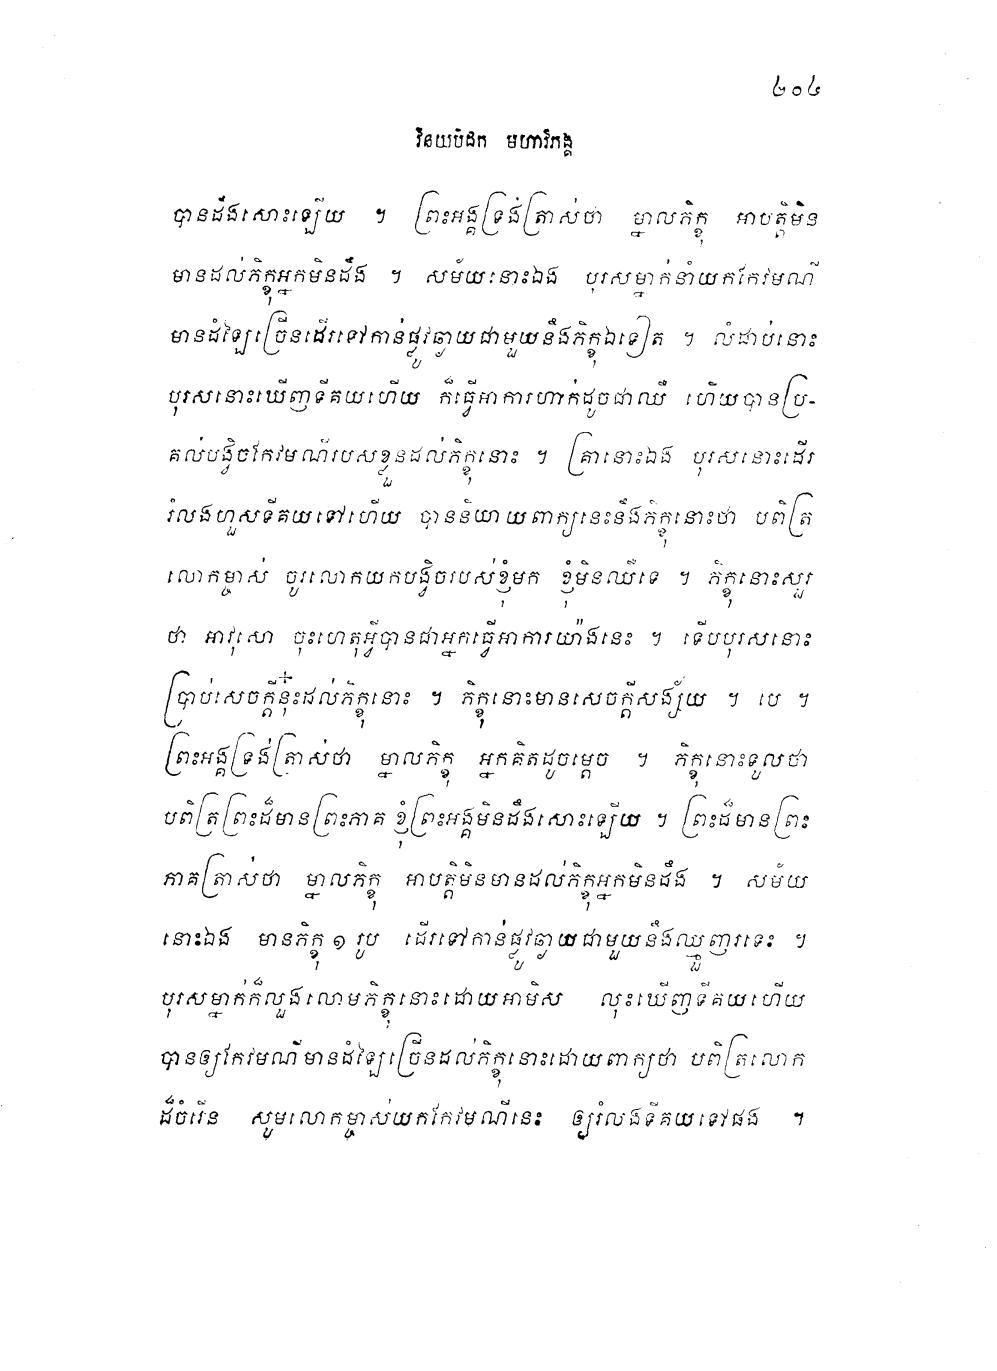 ២០៤
វិនយបិដក មហាវិភង្គ
បានដឹងសោះឡើយ ។ ព្រះអង្គទ្រង់ត្រាស់ថា ម្នាលភិក្ខុ អាបត្តិមិន
មានដល់ភិក្ខុអ្នកមិនដឹង ។ សម័យនោះឯង បុរសម្នាក់នាំយកកែវមណី
មានដំឡៃច្រើនដើរទៅកាន់ផ្លូវឆ្ងាយជាមួយនឹងភិក្ខុឯទៀត ។ លំដាប់នោះ
បុរសនោះឃើញទីគយហើយ ក៏ធ្វើអាការហាក់ដូចជាឈឺ ហើយបានប្រ-
គល់បង្វិចកែវមណីរបសខ្លួនដល់ភិក្ខុនោះ ។ គ្រានោះឯង បុរសនោះដើរ
រំលងហួសទីគយទៅហើយ បាននិយាយពាក្យនេះនឹងភិក្ខុនោះថា បពិត្រ
លោកម្ចាស់ ចូរលោកយកបង្វិចរបស់ខ្ញុំមក ខ្ញុំមិនឈឺទេ ។ ភិក្ខុនោះសួរ
ថា អាវុសោ ចុះហេតុអ្វីបានជាអ្នកធ្វើអាការយ៉ាងនេះ ។ ទើបបុរសនោះ
ប្រាប់សេចក្តីនុ៎ះដល់ភិក្ខុនោះ ។ ភិក្ខុនោះមានសេចក្តីសង្ស័យ ។ បេ ។
ព្រះអង្គទ្រង់ត្រាស់ថា ម្នាលភិក្ខុ អ្នកគិតដូចម្តេច ។ ភិក្ខុនោះទូលថា
បពិត្រព្រះដ៏មានព្រះភាគ ខ្ញុំព្រះអង្គមិនដឹងសោះឡើយ ។ ព្រះដ៏មានព្រះ
ភាគត្រាស់ថា ម្នាលភិក្ខុ អាបត្តិមិនមានដល់ភិក្ខុអ្នកមិនដឹង ។ សម័យ
នោះឯង មានភិក្ខុ ១ រូប ដើរទៅកាន់ផ្លូវឆ្ងាយជាមួយនឹងឈ្មួញរទេះ ។
បុរសម្នាក់ក៏លួងលោមភិក្ខុនោះដោយអាមិស លុះឃើញទីគយហើយ
បានឲ្យកែវមណីមានដំឡៃច្រើនដល់ភិក្ខុនោះដោយពាក្យថា បពិត្រលោក
ដ៏ចំរើន សូមលោកម្ចាស់យកកែវមណីនេះ ឲ្យរំលងទីគយទៅផង ។